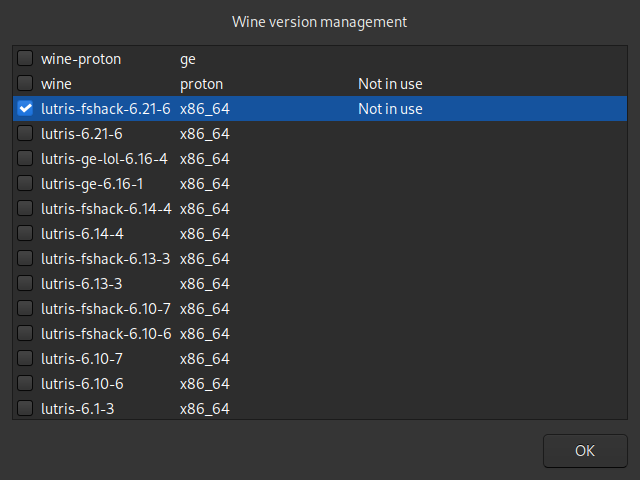 Wine version management
wine-proton ge
wine proton Not in use
lutris-fshack-6.21-6 x86_64 Not in use
lutris-6.21-6 x86_64
lutris-ge-lol-6.16-4 x86_64
lutris-ge-6.16-1 x86_64
lutris-fshack-6.14-4 x86_64
lutris-6.14-4 x86_64
lutris-fshack-6.13-3 x86_64
lutris-6.13-3 x86_64
lutris-fshack-6.10-7 x86_64
lutris-fshack-6.10-6 x86_64
lutris-6.10-7 x86_64
lutris-6.10-6 x86_64
lutris-6.1-3 x86_64
OK